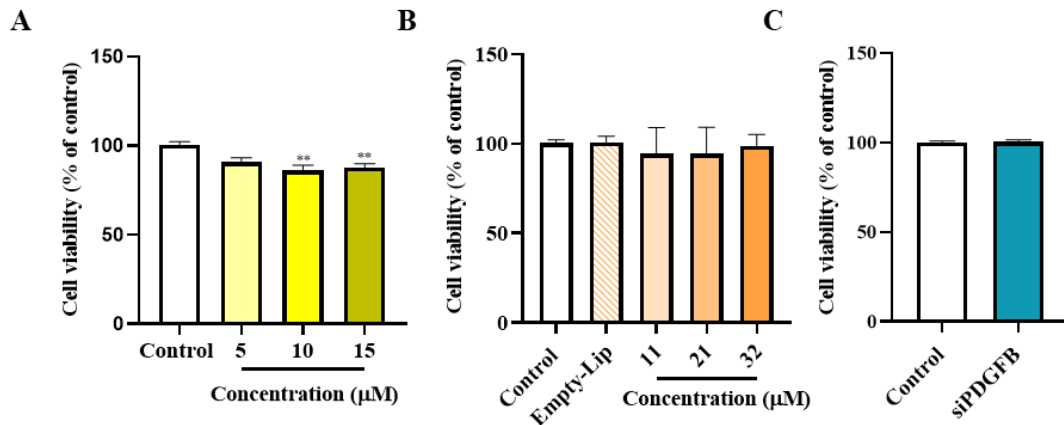 A
Cell viability (% of control)
150
100
50
0
**
**
Control
5
10
15
Concentration (μM)
B
Cell viability (% of control)
150
100
50
0
Control
Empty-Lip
11
21
32
Concentration (μM)
C
Cell viability (% of control)
150
100
50
0
Control
siPDGFB